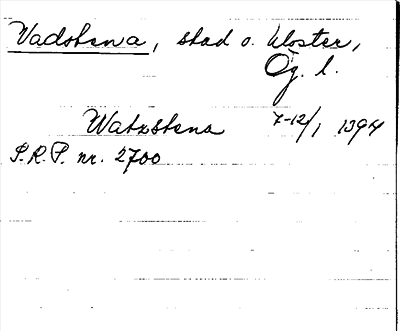 Vadstena, stad o. kloster,
Ög. l.
Watzstena 7-12/1 1394
S.R.P. nr. 2700